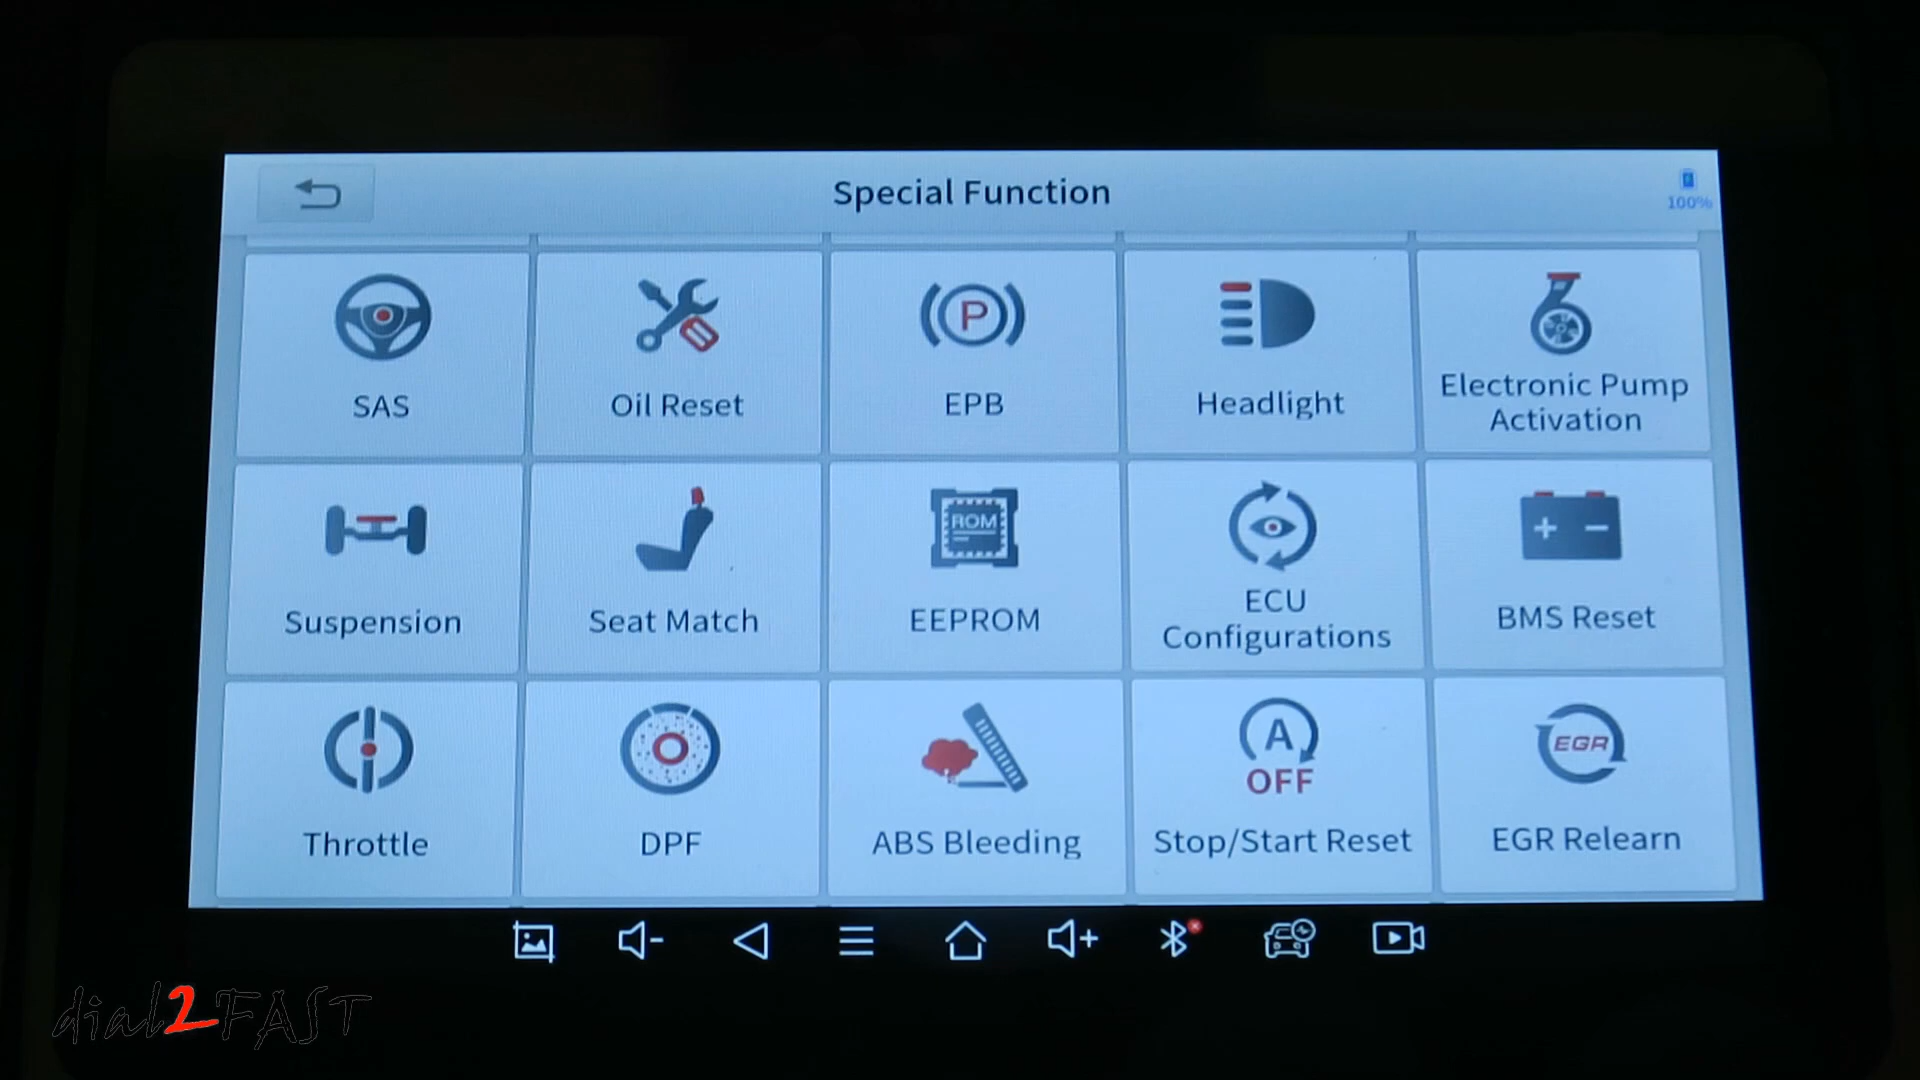 Special Function
100%
SAS
Oil Reset
P
EPB
Headlight
Electronic Pump
Activation
Suspension
Seat Match
ROM
EEPROM
ECU
Configurations
+ -
BMS Reset
Throttle
DPF
ABS Bleeding
A
OFF
Stop/Start Reset
EGR
EGR Relearn
dial2FAST